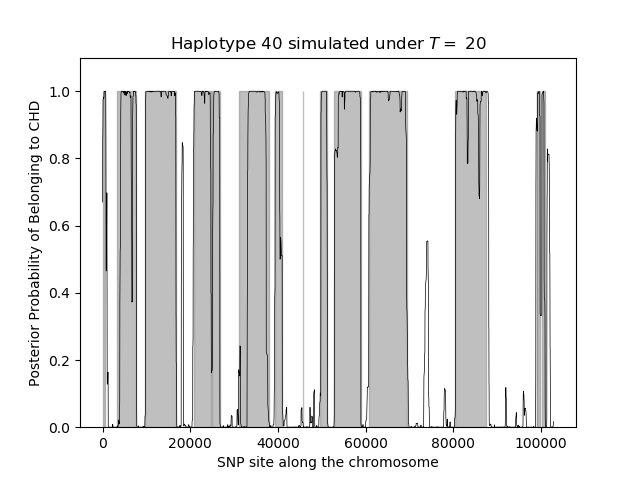 Haplotype 40 simulated under T = 20
Posterior Probability of Belonging to CHD
1.0
0.8
0.6
0.4
0.2
0.0
0 20000 40000 60000 80000 100000
SNP site along the chromosome